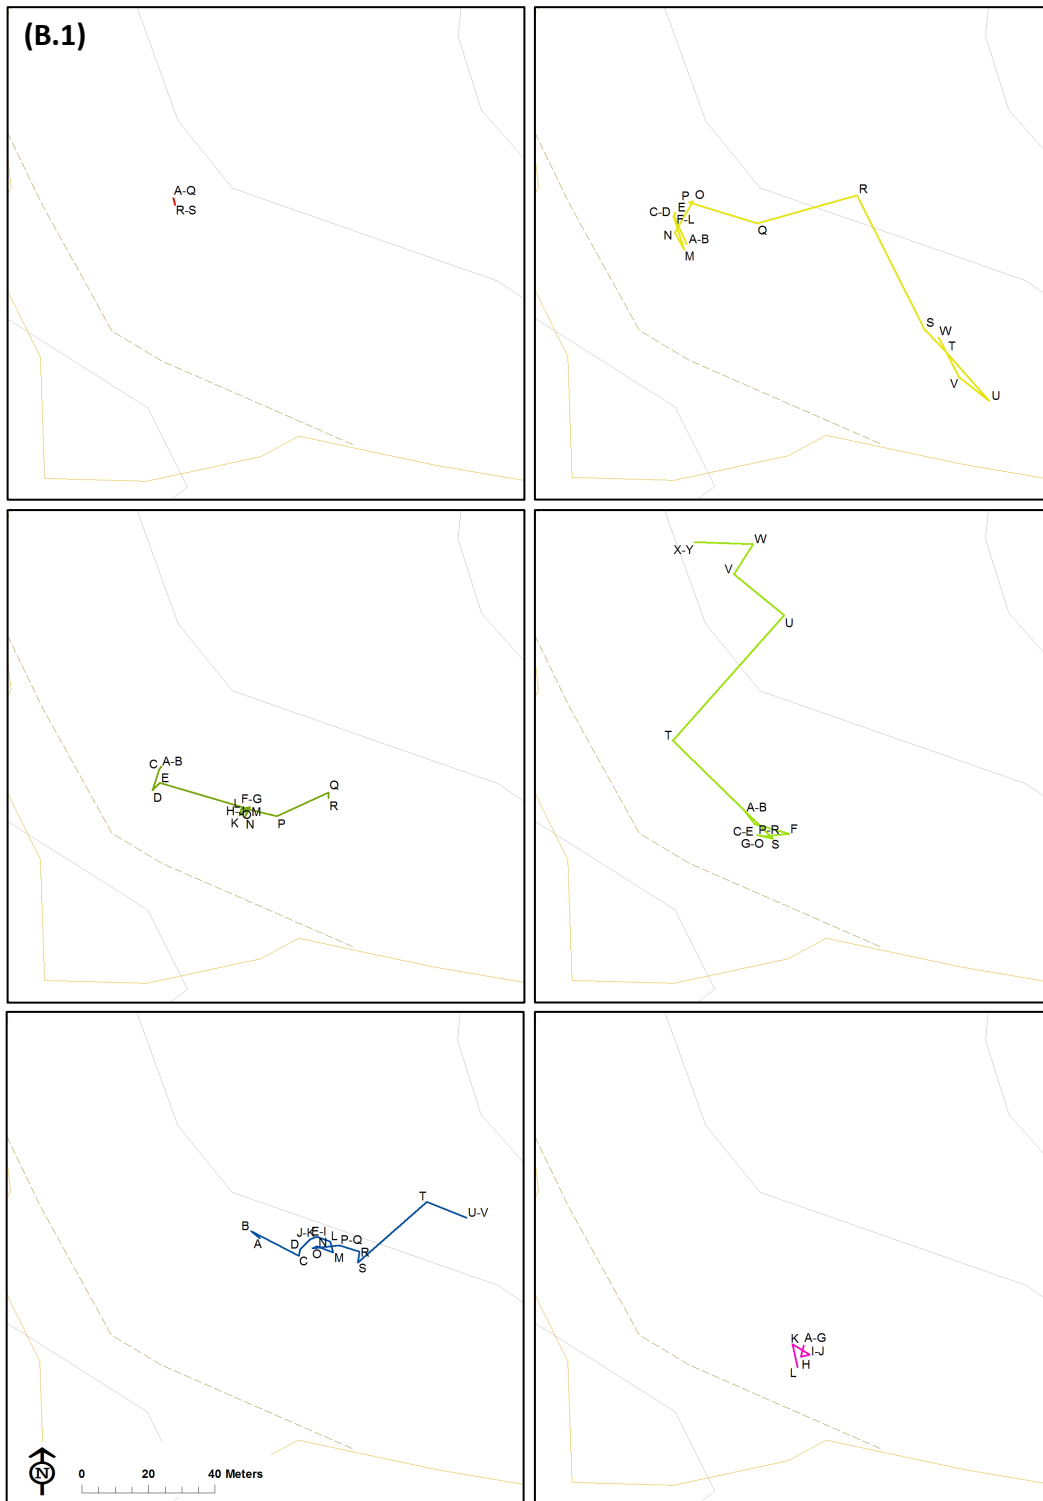 (B.1)
A-Q
R-S
P O
C-D E
F-L
N A-B
M
Q
R
S
W
T
V
U
C A-B
E
D
L F-G
M
O
K N
P
Q
R
X-Y
W
V
U
T
A-B
C-E P-R F
G-O S
B
A
J-K E-I
D N L
C O M
P-Q
R
S
T
U-V
K A-G
I-J
H
L
N
0 20 40 Meters